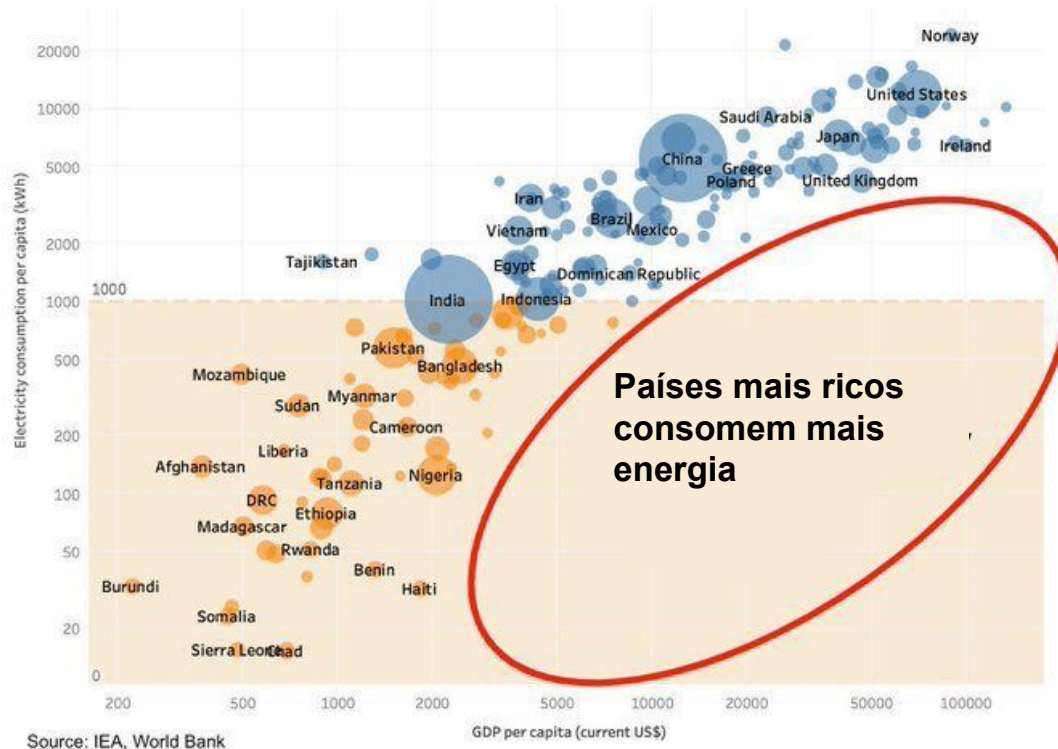 Norway
20000
United States
10000
Saudi Arabia
Japan
Ireland
China
Greece
5000
Poland
United Kingdom
Iran
Brazil
Vietnam
Mexico
2000
Tajikistan
Egypt
Dominican Republic
1000
India
Indonesia
1000
Pakistan
500
Bangladesh
Mozambique
Myanmar
Sudan
Países mais ricos
consomem mais
energia
200
Cameroon
Liberia
Afghanistan
Nigeria
Tanzania
100
DRC
Ethiopia
Madagascar
50
Rwanda
Benin
Burundi
Haiti
Somalia
20
Sierra Leone
Chad
0
Electricity consumption per capita (kWh)
200 500 1000 2000 5000 10000 20000 50000 100000
GDP per capita (current US$)
Source: IEA, World Bank